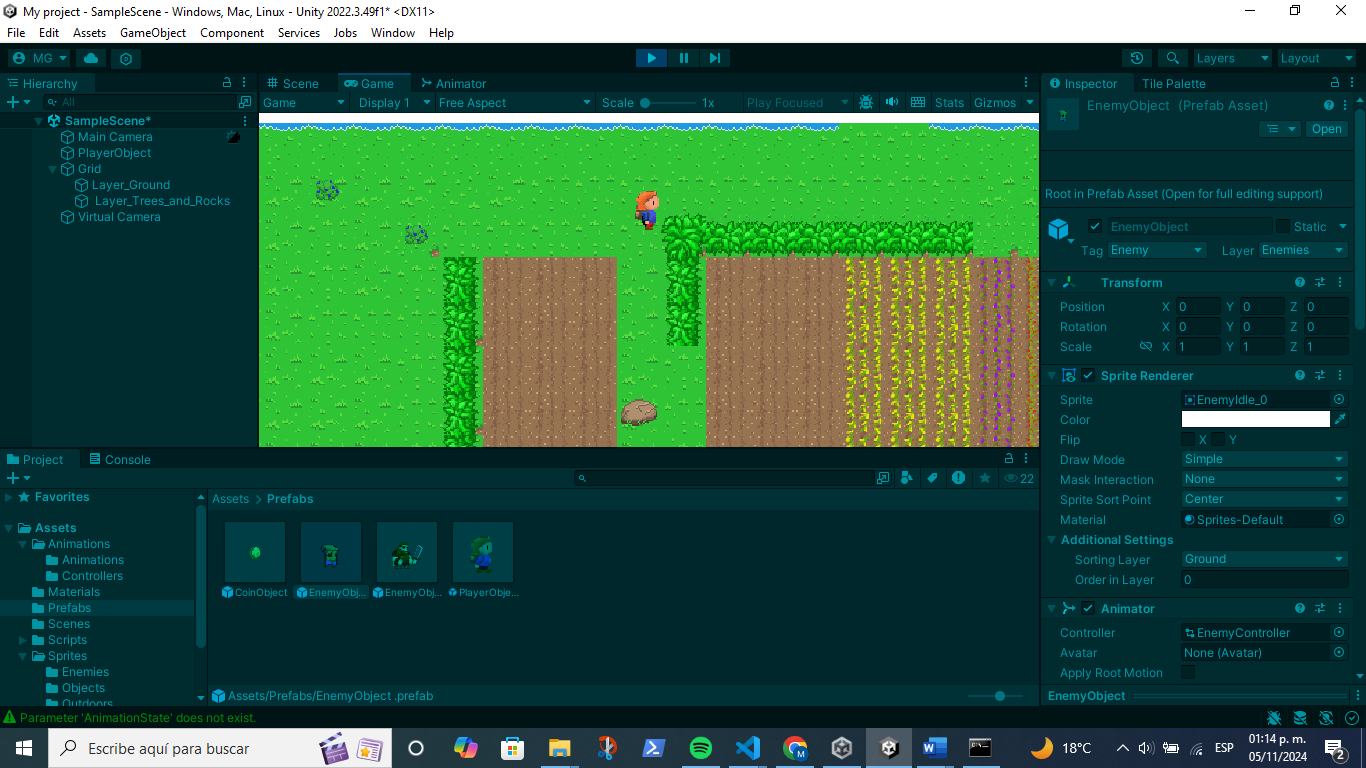 My project - SampleScene - Windows, Mac, Linux - Unity 2022.3.49f1* <DX11>
File Edit Assets GameObject Component Services Jobs Window Help
MG Layers Layout
Hierarchy Scene Game Animator Inspector Tile Palette
All Game Display 1 Free Aspect Scale 1x Play Focused Stats Gizmos
EnemyObject (Prefab Asset)
Open
SampleScene*
Main Camera
PlayerObject
Grid
Layer_Ground
Layer_Trees_and_Rocks
Virtual Camera
Root in Prefab Asset (Open for full editing support)
EnemyObject Static
Tag Enemy Layer Enemies
Transform
Position X 0 Y 0 Z 0
Rotation X 0 Y 0 Z 0
Scale X 1 Y 1 Z 1
Sprite Renderer
Sprite EnemyIdle_0
Color
Flip X Y
Draw Mode Simple
Mask Interaction None
Sprite Sort Point Center
Material Sprites-Default
Additional Settings
Sorting Layer Ground
Order in Layer 0
Animator
Controller EnemyController
Avatar None (Avatar)
Apply Root Motion
EnemyObject
Project Console
22
Favorites
Assets
Animations
Animations
Controllers
Materials
Prefabs
Scenes
Scripts
Sprites
Enemies
Objects
Outdoors
Assets > Prefabs
CoinObject EnemyObj... EnemyObj... PlayerObje...
Assets/Prefabs/EnemyObject .prefab
Parameter 'AnimationState' does not exist.
Escribe aquí para buscar
18°C ESP 01:14 p. m.
05/11/2024
2